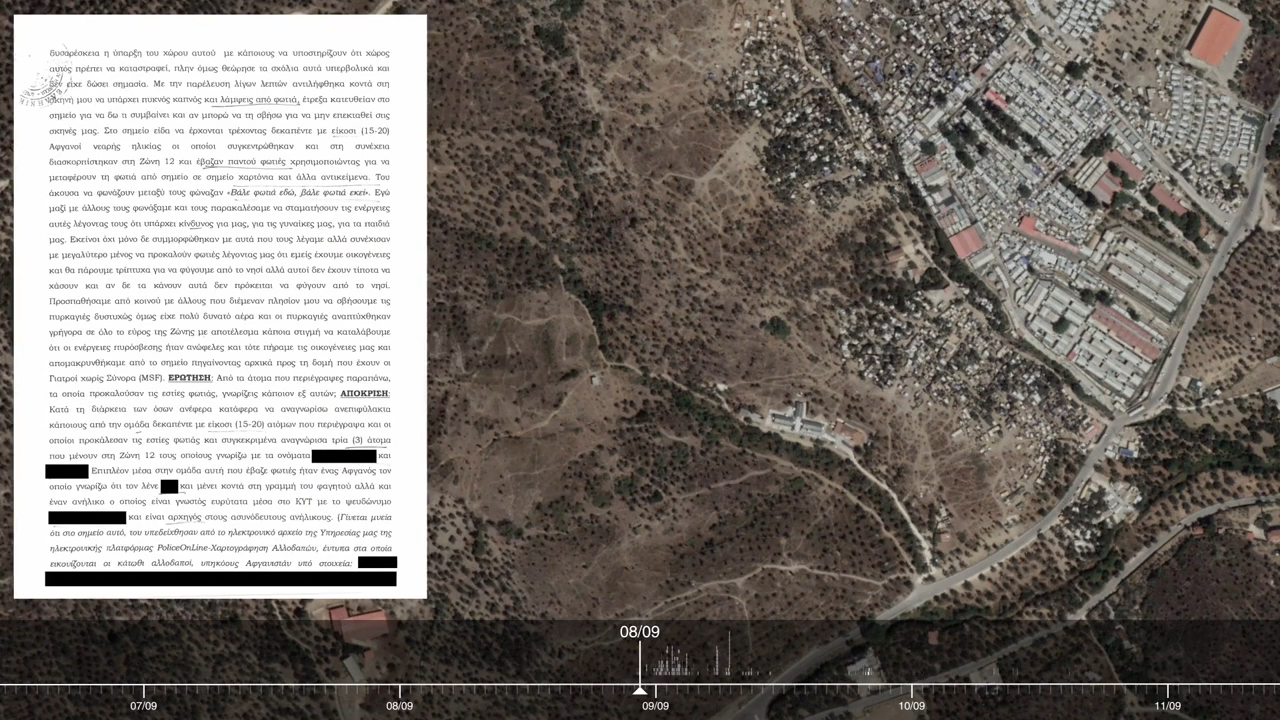 δυσαρέσκεια η ύπαρξη του χώρου αυτού με κάποιους να υποστηρίζουν ότι χώρος
αυτός πρέπει να καταστραφεί, πλην όμως θεώρησε τα σχόλια αυτά υπερβολικά και
δεν είχε δώσει σημασία. Με την παρέλευση λίγων λεπτών αντιλήφθηκα κοντά στη
σκηνή μου να υπάρχει πυκνός καπνός και λάμψεις από φωτιά, έτρεξα κατευθείαν στο
σημείο για να δω τι συμβαίνει και αν μπορώ να τη σβήσω για να μην επεκταθεί στις
σκηνές μας. Στο σημείο είδα να έρχονται τρέχοντας δεκαπέντε με είκοσι (15-20)
Αφγανοί νεαρής ηλικίας οι οποίοι συγκεντρώθηκαν και στη συνέχεια
διασκορπίστηκαν στη Ζώνη 12 και έβαζαν παντού φωτιές χρησιμοποιώντας για να
μεταφέρουν τη φωτιά από σημείο σε σημείο χαρτόνια και άλλα αντικείμενα. Του
άκουσα να φωνάζουν μεταξύ τους φώναζαν «Βάλε φωτιά εδώ, βάλε φωτιά εκεί». Εγώ
μαζί με άλλους τους φωνάξαμε και τους παρακαλέσαμε να σταματήσουν τις ενέργειες
αυτές λέγοντας τους ότι υπάρχει κίνδυνος για μας, για τις γυναίκες μας, για τα παιδιά
μας. Εκείνοι όχι μόνο δε συμμορφώθηκαν με αυτά που τους λέγαμε αλλά συνέχισαν
με μεγαλύτερο μένος να προκαλούν φωτιές λέγοντας μας ότι εμείς έχουμε οικογένειες
και θα πάρουμε τρίπτυχα για να φύγουμε από το νησί αλλά αυτοί δεν έχουν τίποτα να
χάσουν και αν δε τα κάνουν αυτά δεν πρόκειται να φύγουν από το νησί.
Προσπαθήσαμε από κοινού με άλλους που διέμεναν πλησίον μου να σβήσουμε τις
πυρκαγιές δυστυχώς όμως είχε πολύ δυνατό αέρα και οι πυρκαγιές αναπτύχθηκαν
γρήγορα σε όλο το εύρος της Ζώνης με αποτέλεσμα κάποια στιγμή να καταλάβουμε
ότι οι ενέργειες πυρόσβεσης ήταν ανώφελες και τότε πήραμε τις οικογένειες μας και
απομακρυνθήκαμε από το σημείο πηγαίνοντας αρχικά προς τη δομή που έχουν οι
Γιατροί χωρίς Σύνορα (MSF). ΕΡΩΤΗΣΗ: Από τα άτομα που περιέγραψες παραπάνω,
τα οποία προκαλούσαν τις εστίες φωτιάς, γνωρίζεις κάποιον εξ αυτών; ΑΠΟΚΡΙΣΗ:
Κατά τη διάρκεια των όσων ανέφερα κατάφερα να αναγνωρίσω ανεπιφύλακτα
κάποιους από την ομάδα δεκαπέντε με είκοσι (15-20) ατόμων που περιέγραψα και οι
οποίοι προκάλεσαν τις εστίες φωτιάς και συγκεκριμένα αναγνώρισα τρία (3) άτομα
που μένουν στη Ζώνη 12 τους οποίους γνωρίζω με τα ονόματα και
Επιπλέον μέσα στην ομάδα αυτή που έβαζε φωτιές ήταν ένας Αφγανός τον
οποίο γνωρίζω ότι τον λένε και μένει κοντά στη γραμμή του φαγητού αλλά και
έναν ανήλικο ο οποίος είναι γνωστός ευρύτατα μέσα στο ΚΥΤ με το ψευδώνυμο
και είναι αρχηγός στους ασυνόδευτους ανήλικους. (Γίνεται μνεία
ότι στο σημείο αυτό, του υπεδείχθησαν από το ηλεκτρονικό αρχείο της Υπηρεσίας μας της
ηλεκτρονικής πλατφόρμας PoliceOnLine-Χαρτογράφηση Αλλοδαπών, έντυπα στα οποία
εικονίζονται οι κάτωθι αλλοδαποί, υπηκόους Αφγανιστάν υπό στοιχεία:
08/09
07/09 08/09 09/09 10/09 11/09